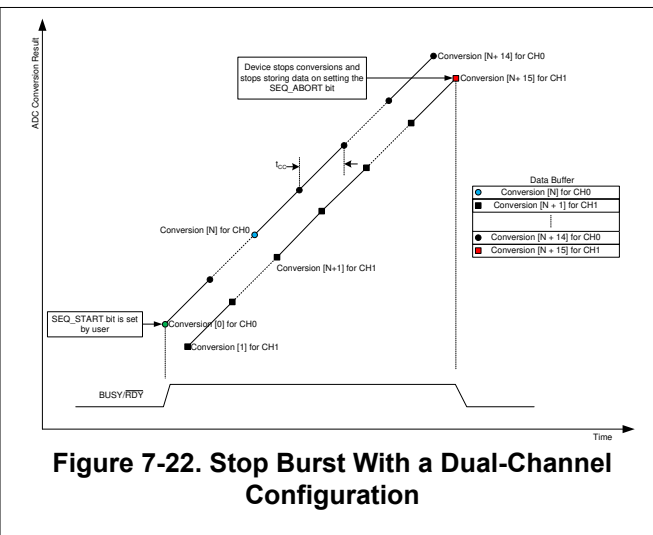 ADC Conversion Result
Conversion [N+ 14] for CH0
Device stops conversions and
stops storing data on setting the
SEQ_ABORT bit
Conversion [N+ 15] for CH1
tCC
Data Buffer
Conversion [N] for CH0
Conversion [N + 1] for CH1
Conversion [N + 14] for CH0
Conversion [N + 15] for CH1
Conversion [N] for CH0
Conversion [N+1] for CH1
SEQ_START bit is set
by user
Conversion [0] for CH0
Conversion [1] for CH1
BUSY/RDY
Time
Figure 7-22. Stop Burst With a Dual-Channel
Configuration